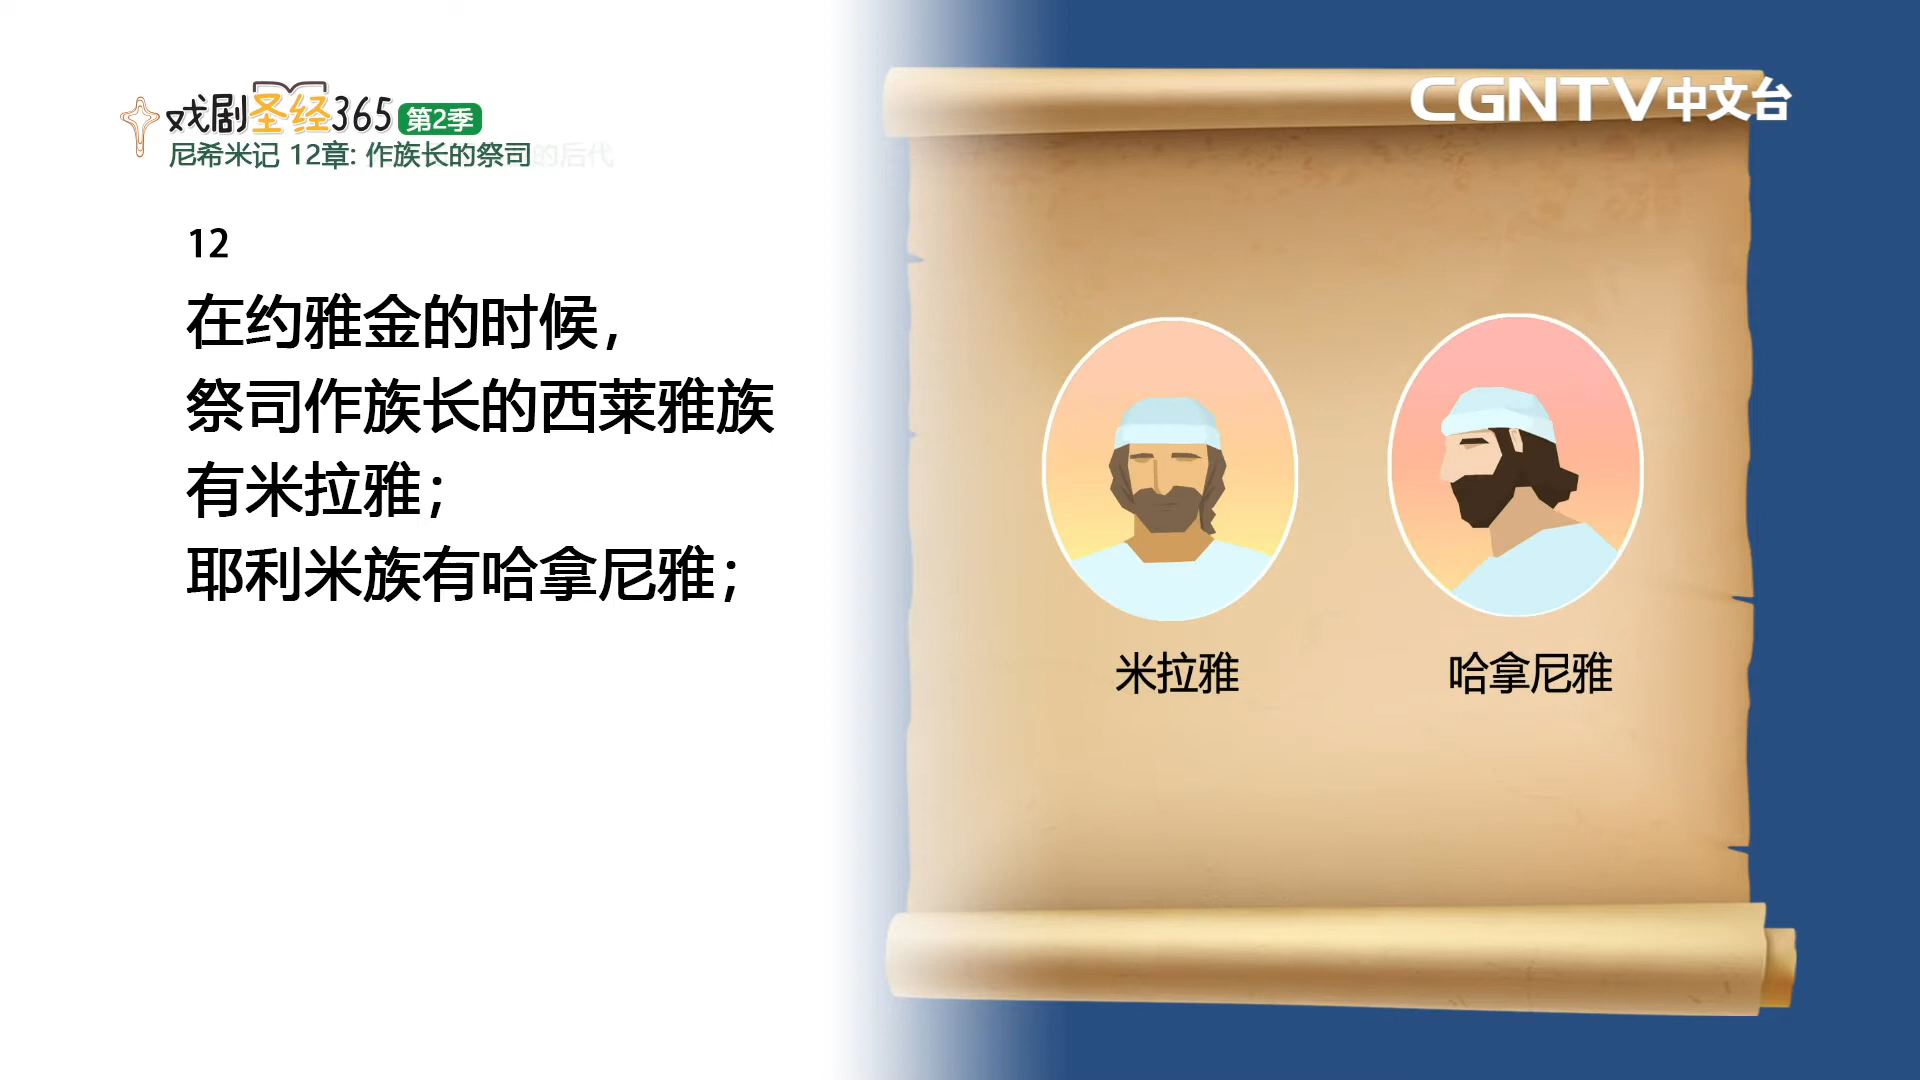 戏剧圣经365 第2季
CGNTV中文台
尼希米记 12章: 作族长的祭司的后代
12
在约雅金的时候，
祭司作族长的西莱雅族
有米拉雅；
耶利米族有哈拿尼雅；
米拉雅
哈拿尼雅